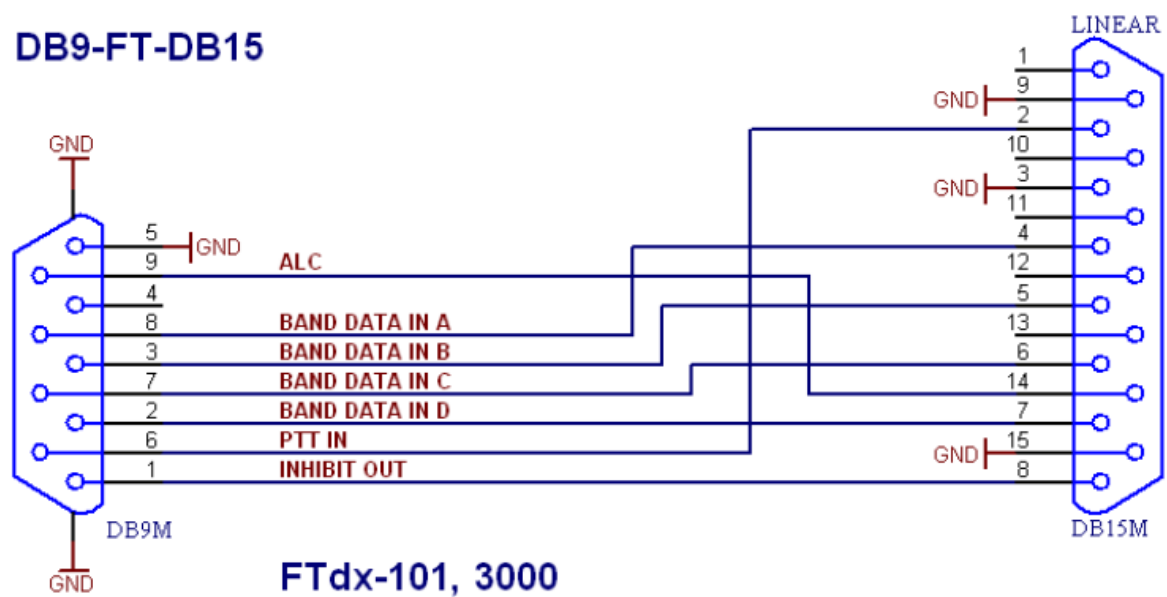 LINEAR
DB9-FT-DB15
1
9
GND
2
10
3
GND
11
4
12
5
13
6
14
7
15
GND
8
DB15M
GND
5
GND
9 ALC
4
8 BAND DATA IN A
3 BAND DATA IN B
7 BAND DATA IN C
2 BAND DATA IN D
6 PTT IN
1 INHIBIT OUT
DB9M
GND
FTdx-101, 3000